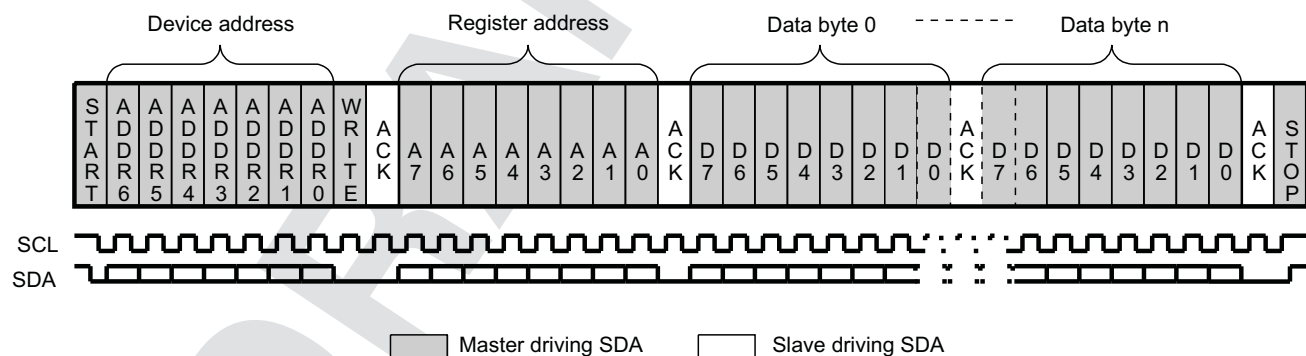 Device address Register address Data byte 0 Data byte n
START ADDR6 ADDR5 ADDR4 ADDR3 ADDR2 ADDR1 ADDR0 WRITE ACK A7 A6 A5 A4 A3 A2 A1 A0 ACK D7 D6 D5 D4 D3 D2 D1 D0 ACK D7 D6 D5 D4 D3 D2 D1 D0 ACK STOP
SCL
SDA
Master driving SDA Slave driving SDA